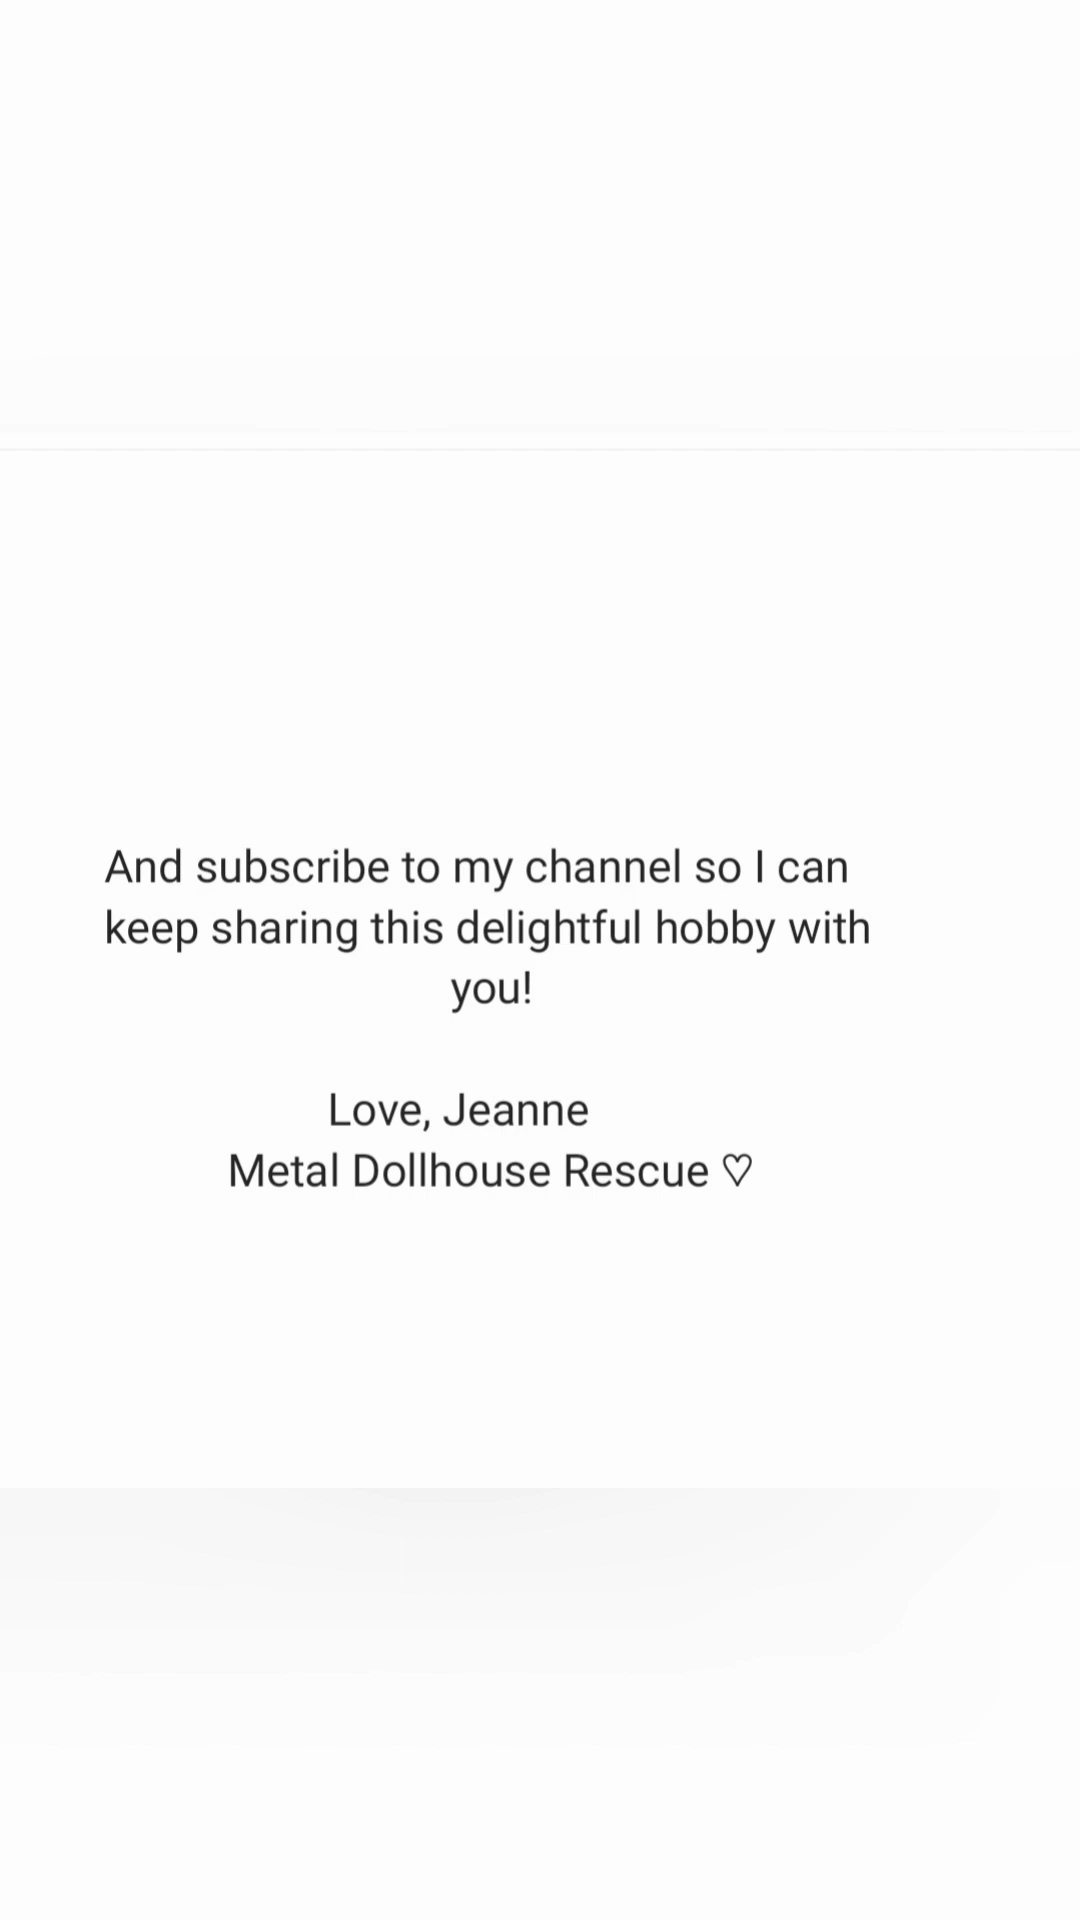 And subscribe to my channel so I can
keep sharing this delightful hobby with
you!
Love, Jeanne
Metal Dollhouse Rescue ♡